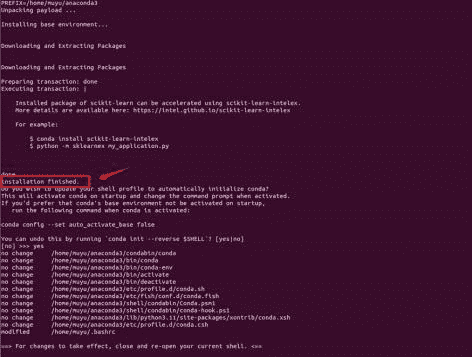 PREFIX=/home/muyu/anaconda3
Unpacking payload ...
Installing base environment...
Downloading and Extracting Packages
Downloading and Extracting Packages
Preparing transaction: done
Executing transaction: |
Installed package of scikit-learn can be accelerated using scikit-learn-intelex.
More details are available here: https://intel.github.io/scikit-learn-intelex
For example:
$ conda install scikit-learn-intelex
$ python -m sklearnex my_application.py
done
installation finished.
Do you wish to update your shell profile to automatically initialize conda?
This will activate conda on startup and change the command prompt when activated.
If you'd prefer that conda's base environment not be activated on startup,
run the following command when conda is activated:
conda config --set auto_activate_base false
You can undo this by running `conda init --reverse $SHELL`? [yes|no]
[no] >>> yes
no change /home/muyu/anaconda3/condabin/conda
no change /home/muyu/anaconda3/bin/conda
no change /home/muyu/anaconda3/bin/conda-env
no change /home/muyu/anaconda3/bin/activate
no change /home/muyu/anaconda3/bin/deactivate
no change /home/muyu/anaconda3/etc/profile.d/conda.sh
no change /home/muyu/anaconda3/etc/fish/conf.d/conda.fish
no change /home/muyu/anaconda3/shell/condabin/Conda.psm1
no change /home/muyu/anaconda3/shell/condabin/conda-hook.ps1
no change /home/muyu/anaconda3/lib/python3.11/site-packages/xontrib/conda.xsh
no change /home/muyu/anaconda3/etc/profile.d/conda.csh
modified /home/muyu/.bashrc
==> For changes to take effect, close and re-open your current shell. <==